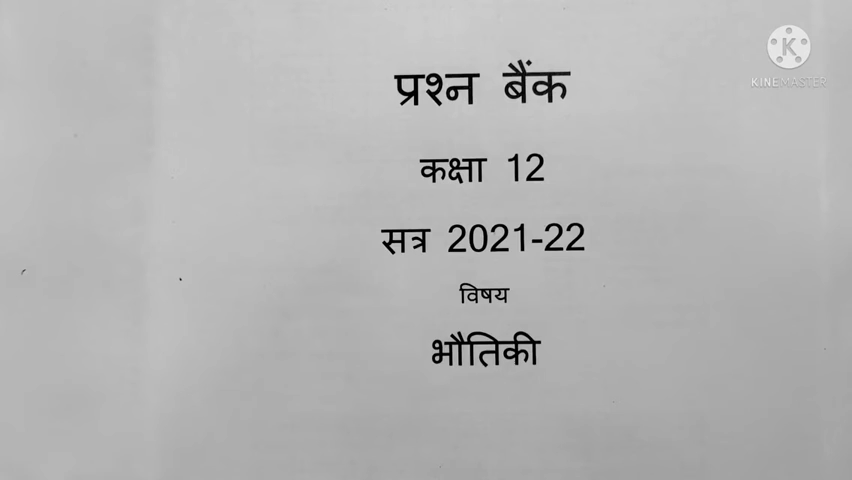 प्रश्न बैंक
कक्षा 12
सत्र 2021-22
विषय
भौतिकी
K
KINEMASTER